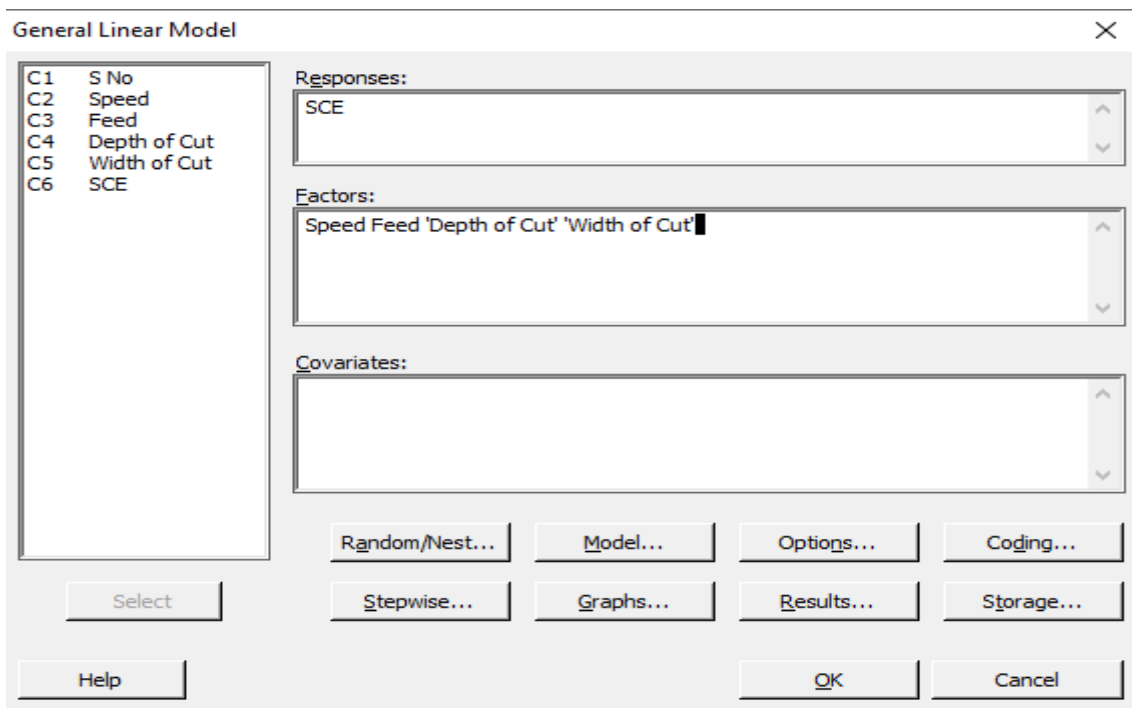 General Linear Model
C1 S No
C2 Speed
C3 Feed
C4 Depth of Cut
C5 Width of Cut
C6 SCE
Responses:
SCE
Factors:
Speed Feed 'Depth of Cut' 'Width of Cut'
Covariates:
Random/Nest... Model... Options... Coding...
Select Stepwise... Graphs... Results... Storage...
Help OK Cancel